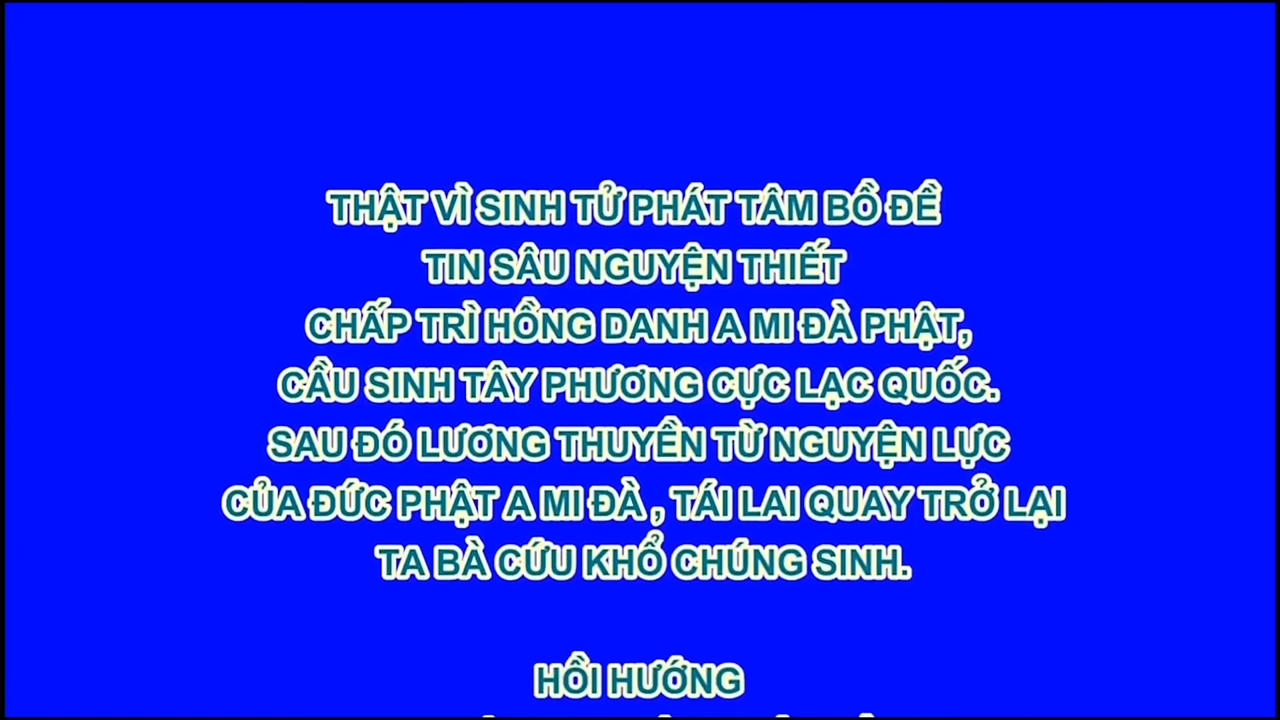 THẬT VÌ SINH TỬ PHÁT TÂM BỒ ĐỀ
TIN SÂU NGUYỆN THIẾT
CHẤP TRÌ HỒNG DANH A MI ĐÀ PHẬT,
CẦU SINH TÂY PHƯƠNG CỰC LẠC QUỐC.
SAU ĐÓ LƯƠNG THUYỀN TỪ NGUYỆN LỰC
CỦA ĐỨC PHẬT A MI ĐÀ , TÁI LAI QUAY TRỞ LẠI
TA BÀ CỨU KHỔ CHÚNG SINH.
HỒI HƯỚNG